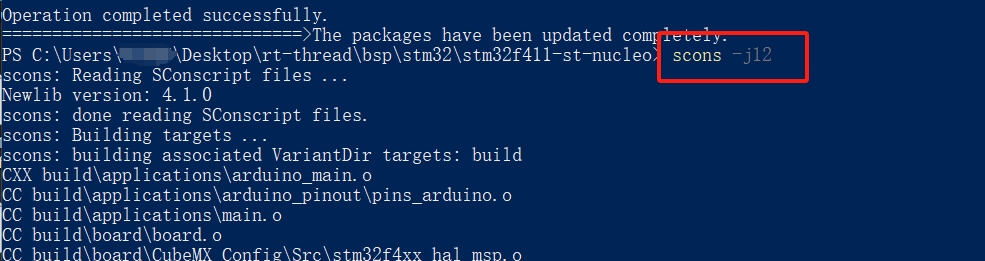 Operation completed successfully.
==============================>The packages have been updated completely.
PS C:\Users\ \Desktop\rt-thread\bsp\stm32\stm32f411-st-nucleo> scons -j12
scons: Reading SConscript files ...
Newlib version: 4.1.0
scons: done reading SConscript files.
scons: Building targets ...
scons: building associated VariantDir targets: build
CXX build\applications\arduino_main.o
CC build\applications\arduino_pinout\pins_arduino.o
CC build\applications\main.o
CC build\board\board.o
CC build\board\CubeMX_Config\Src\stm32f4xx_hal_msp.o